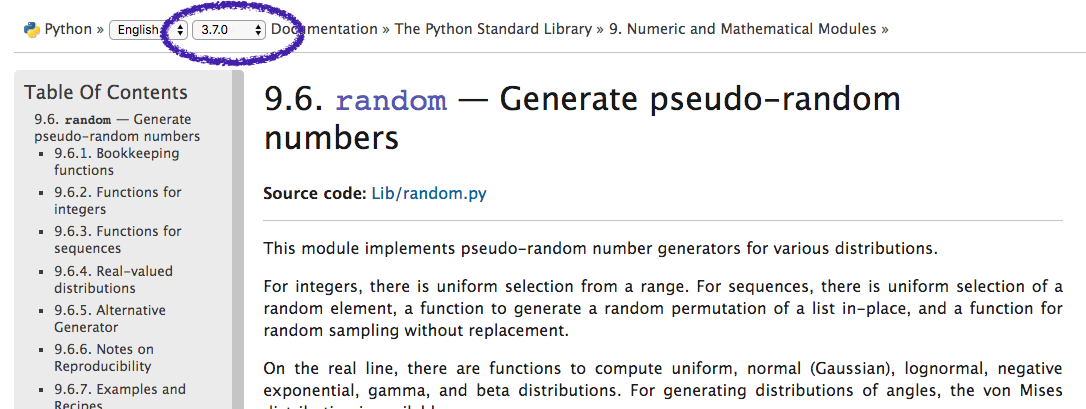 Python » English 3.7.0 Documentation » The Python Standard Library » 9. Numeric and Mathematical Modules »
Table Of Contents
9.6. random — Generate
pseudo-random numbers
9.6.1. Bookkeeping
functions
9.6.2. Functions for
integers
9.6.3. Functions for
sequences
9.6.4. Real-valued
distributions
9.6.5. Alternative
Generator
9.6.6. Notes on
Reproducibility
9.6.7. Examples and
Recipes
9.6. random — Generate pseudo-random
numbers
Source code: Lib/random.py
This module implements pseudo-random number generators for various distributions.
For integers, there is uniform selection from a range. For sequences, there is uniform selection of a
random element, a function to generate a random permutation of a list in-place, and a function for
random sampling without replacement.
On the real line, there are functions to compute uniform, normal (Gaussian), lognormal, negative
exponential, gamma, and beta distributions. For generating distributions of angles, the von Mises